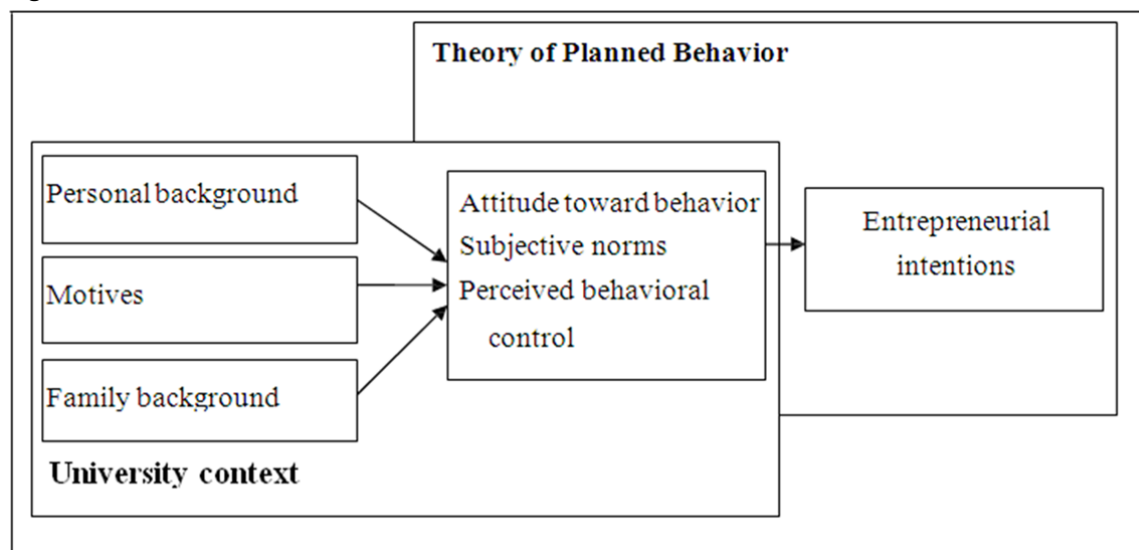 Theory of Planned Behavior
Personal background
Motives
Family background
University context
Attitude toward behavior
Subjective norms
Perceived behavioral
control
Entrepreneurial
intentions